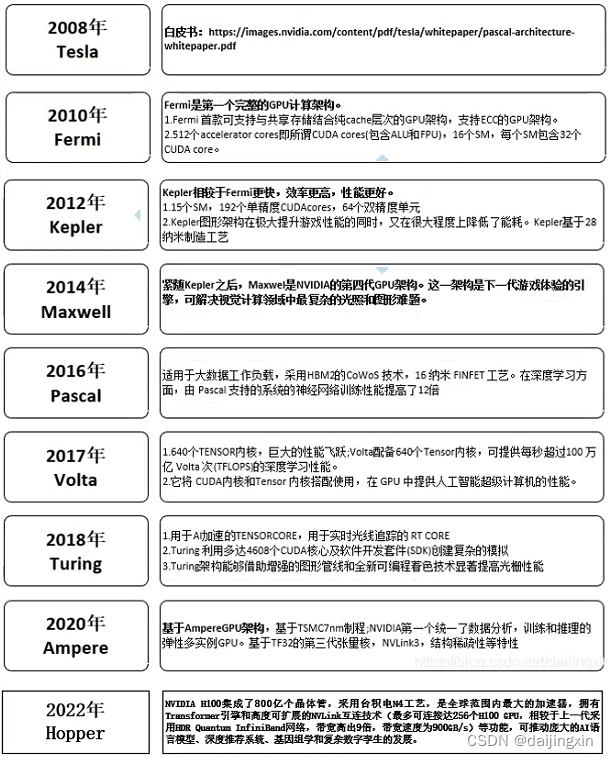 2008年
Tesla
白皮书：https://images.nvidia.com/content/pdf/tesla/whitepaper/pascal-architecture-
whitepaper.pdf
2010年
Fermi
Fermi是第一个完整的GPU计算架构。
1.Fermi 首款可支持与共享存储结合纯cache层次的GPU架构，支持ECC的GPU架构。
2.512个accelerator cores即所谓CUDA cores(包含ALU和FPU)，16个SM，每个SM包含32个
CUDA core。
2012年
Kepler
Kepler相较于Fermi更快，效率更高，性能更好。
1.15个SM，192个单精度CUDAcores，64个双精度单元
2.Kepler图形架构在极大提升游戏性能的同时，又在很大程度上降低了能耗。Kepler基于28
纳米制造工艺
2014年
Maxwell
紧随Kepler之后，Maxwel是NVIDIA的第四代GPU架构。这一架构是下一代游戏体验的引
擎，可解决视觉计算领域中最复杂的光照和图形难题。
2016年
Pascal
适用于大数据工作负载，采用HBM2的CoWoS 技术，16 纳米 FINFET 工艺。在深度学习方
面，由 Pascal 支持的系统的神经网络训练性能提高了12倍
2017年
Volta
1.640个TENSOR内核，巨大的性能飞跃;Volta配备640个Tensor内核，可提供每秒超过100 万
亿 Volta 次(TFLOPS)的深度学习性能。
2.它将 CUDA内核和Tensor 内核搭配使用，在 GPU 中提供人工智能超级计算机的性能。
2018年
Turing
1.用于AI加速的TENSORCORE，用于实时光线追踪的 RT CORE
2.Turing 利用多达4608个CUDA核心及软件开发套件(SDK)创建复杂的模拟
3.Turing架构能够借助增强的图形管线和全新可编程着色技术显著提高光栅性能
2020年
Ampere
基于AmpereGPU架构，基于TSMC7nm制程;NVIDIA第一个统一了数据分析，训练和推理的
弹性多实例GPU。基于TF32的第三代张量核，NVLink3，结构稀疏性等特性
2022年
Hopper
NVIDIA H100集成了800亿个晶体管，采用台积电N4工艺，是全球范围内最大的加速器，拥有
Transformer引擎和高度可扩展的NVLink互连技术（最多可连接达256个H100 GPU，相较于上一代采
用HDR Quantum InfiniBand网络，带宽高出9倍，带宽速度为900GB/s）等功能，可推动庞大的AI语
言模型、深度推荐系统、基因组学和复杂数字孪生的发展。
CSDN @daijingxin